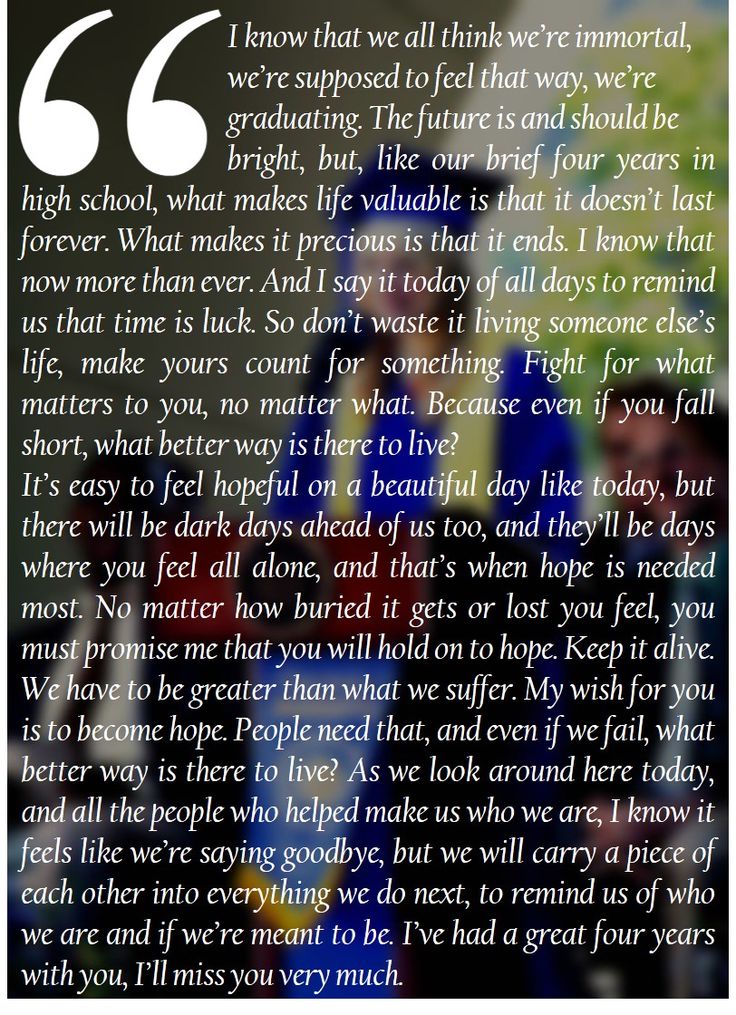 “
I know that we all think we’re immortal,
we’re supposed to feel that way, we’re
graduating. The future is and should be
bright, but, like our brief four years in
high school, what makes life valuable is that it doesn’t last
forever. What makes it precious is that it ends. I know that
now more than ever. And I say it today of all days to remind
us that time is luck. So don’t waste it living someone else’s
life, make yours count for something. Fight for what
matters to you, no matter what. Because even if you fall
short, what better way is there to live?
It’s easy to feel hopeful on a beautiful day like today, but
there will be dark days ahead of us too, and they’ll be days
where you feel all alone, and that’s when hope is needed
most. No matter how buried it gets or lost you feel, you
must promise me that you will hold on to hope. Keep it alive.
We have to be greater than what we suffer. My wish for you
is to become hope. People need that, and even if we fail, what
better way is there to live? As we look around here today,
and all the people who helped make us who we are, I know it
feels like we’re saying goodbye, but we will carry a piece of
each other into everything we do next, to remind us of who
we are and if we’re meant to be. I’ve had a great four years
with you, I’ll miss you very much.